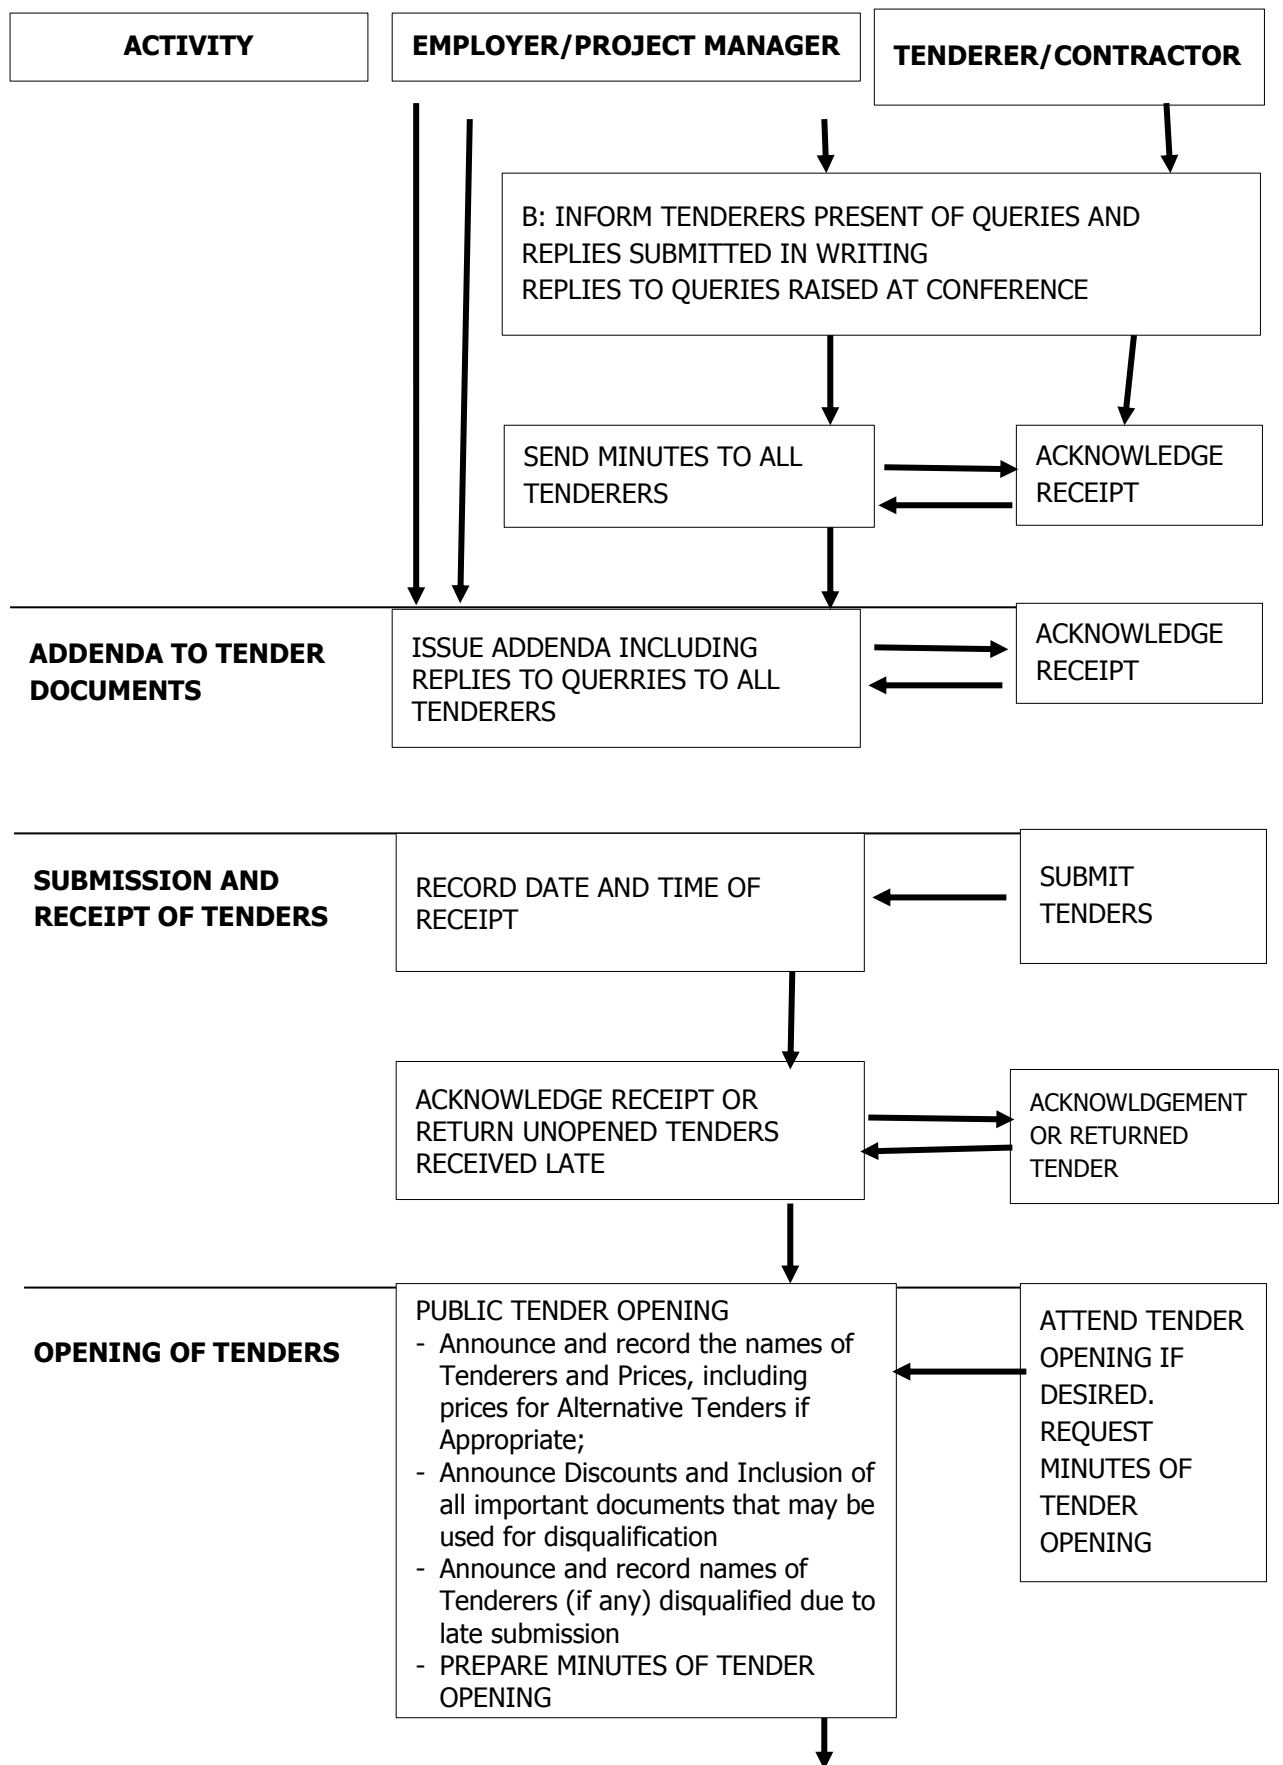 ACTIVITY
EMPLOYER/PROJECT MANAGER
TENDERER/CONTRACTOR
B: INFORM TENDERERS PRESENT OF QUERIES AND
REPLIES SUBMITTED IN WRITING
REPLIES TO QUERIES RAISED AT CONFERENCE
SEND MINUTES TO ALL
TENDERERS
ACKNOWLEDGE
RECEIPT
ADDENDA TO TENDER
DOCUMENTS
ISSUE ADDENDA INCLUDING
REPLIES TO QUERRIES TO ALL
TENDERERS
ACKNOWLEDGE
RECEIPT
SUBMISSION AND
RECEIPT OF TENDERS
RECORD DATE AND TIME OF
RECEIPT
SUBMIT
TENDERS
ACKNOWLEDGE RECEIPT OR
RETURN UNOPENED TENDERS
RECEIVED LATE
ACKNOWLDGEMENT
OR RETURNED
TENDER
OPENING OF TENDERS
PUBLIC TENDER OPENING
- Announce and record the names of
Tenderers and Prices, including
prices for Alternative Tenders if
Appropriate;
- Announce Discounts and Inclusion of
all important documents that may be
used for disqualification
- Announce and record names of
Tenderers (if any) disqualified due to
late submission
- PREPARE MINUTES OF TENDER
OPENING
ATTEND TENDER
OPENING IF
DESIRED.
REQUEST
MINUTES OF
TENDER
OPENING